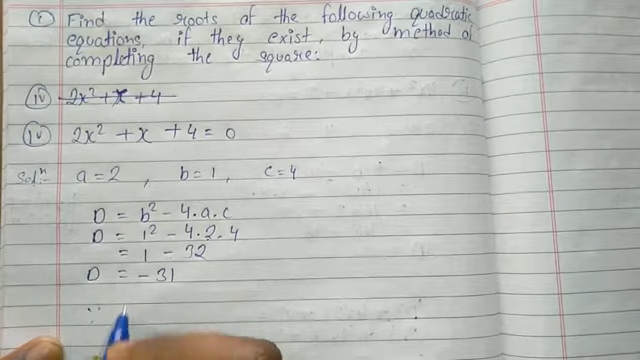 (i) Find the roots of the following quadratic
equations, if they exist, by method of
completing the square:
(iv) 2x² + x + 4
(iv) 2x² + x + 4 = 0
Solⁿ:- a = 2 , b = 1 , c = 4
D = b² - 4·a·c
D = 1² - 4·2·4
= 1 - 32
D = - 31
∵